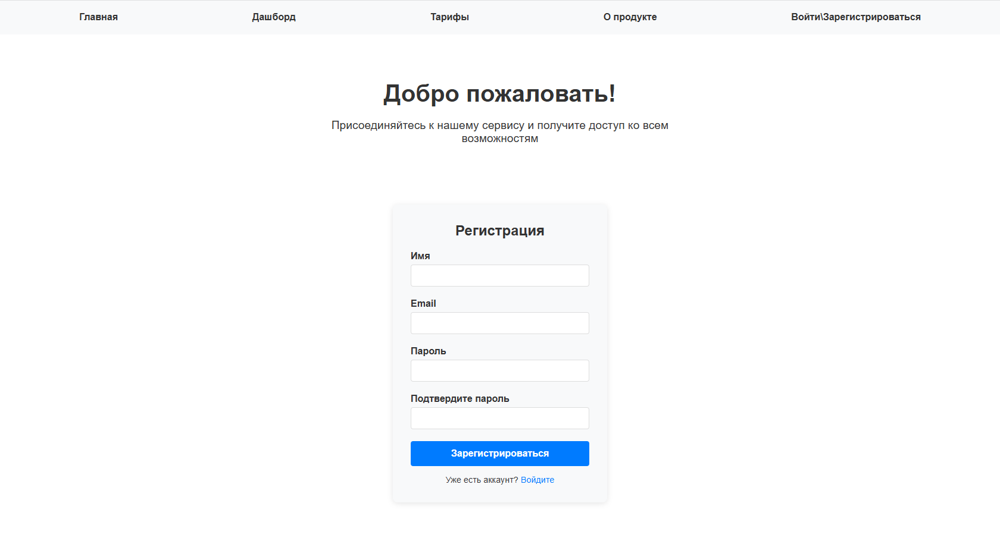 Главная Дашборд Тарифы О продукте Войти\Зарегистрироваться
Добро пожаловать!
Присоединяйтесь к нашему сервису и получите доступ ко всем
возможностям
Регистрация
Имя
Email
Пароль
Подтвердите пароль
Зарегистрироваться
Уже есть аккаунт? Войдите